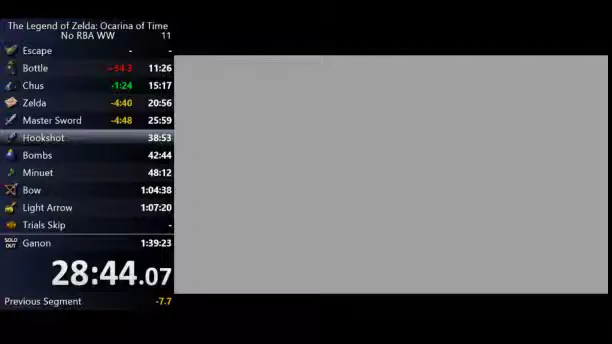 The Legend of Zelda: Ocarina of Time
No RBA WW 11
Escape - -
Bottle -34.3 11:26
Chus -1:24 15:17
Zelda -4:40 20:56
Master Sword -4:48 25:59
Hookshot 38:53
Bombs 42:44
Minuet 48:12
Bow 1:04:38
Light Arrow 1:07:20
Trials Skip -
SOLD OUT Ganon 1:39:23
28:44.07
Previous Segment -7.7